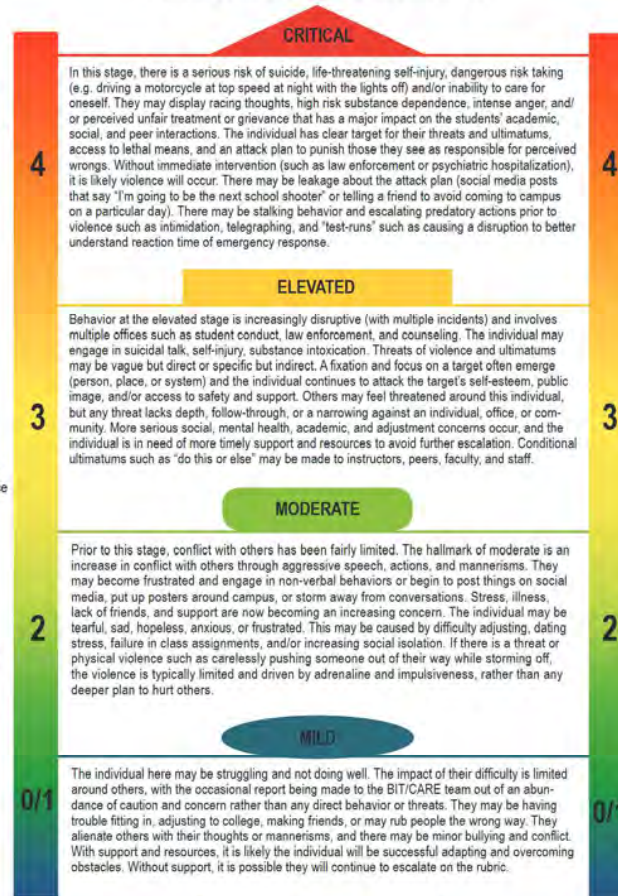 CRITICAL
In this stage, there is a serious risk of suicide, life-threatening self-injury, dangerous risk taking
(e.g. driving a motorcycle at top speed at night with the lights off) and/or inability to care for
oneself. They may display racing thoughts, high risk substance dependence, intense anger, and/
or perceived unfair treatment or grievance that has a major impact on the students' academic,
social, and peer interactions. The individual has clear target for their threats and ultimatums,
access to lethal means, and an attack plan to punish those they see as responsible for perceived
wrongs. Without immediate intervention (such as law enforcement or psychiatric hospitalization),
it is likely violence will occur. There may be leakage about the attack plan (social media posts
that say "I'm going to be the next school shooter" or telling a friend to avoid coming to campus
on a particular day). There may be stalking behavior and escalating predatory actions prior to
violence such as intimidation, telegraphing, and "test-runs" such as causing a disruption to better
understand reaction time of emergency response.
4
4
ELEVATED
Behavior at the elevated stage is increasingly disruptive (with multiple incidents) and involves
multiple offices such as student conduct, law enforcement, and counseling. The individual may
engage in suicidal talk, self-injury, substance intoxication. Threats of violence and ultimatums
may be vague but direct or specific but indirect. A fixation and focus on a target often emerge
(person, place, or system) and the individual continues to attack the target's self-esteem, public
image, and/or access to safety and support. Others may feel threatened around this individual,
but any threat lacks depth, follow-through, or a narrowing against an individual, office, or com-
munity. More serious social, mental health, academic, and adjustment concerns occur, and the
individual is in need of more timely support and resources to avoid further escalation. Conditional
ultimatums such as "do this or else" may be made to instructors, peers, faculty, and staff.
3
3
MODERATE
Prior to this stage, conflict with others has been fairly limited. The hallmark of moderate is an
increase in conflict with others through aggressive speech, actions, and mannerisms. They
may become frustrated and engage in non-verbal behaviors or begin to post things on social
media, put up posters around campus, or storm away from conversations. Stress, illness,
lack of friends, and support are now becoming an increasing concern. The individual may be
tearful, sad, hopeless, anxious, or frustrated. This may be caused by difficulty adjusting, dating
stress, failure in class assignments, and/or increasing social isolation. If there is a threat or
physical violence such as carelessly pushing someone out of their way while storming off,
the violence is typically limited and driven by adrenaline and impulsiveness, rather than any
deeper plan to hurt others.
2
2
MILD
The individual here may be struggling and not doing well. The impact of their difficulty is limited
around others, with the occasional report being made to the BIT/CARE team out of an abun-
dance of caution and concern rather than any direct behavior or threats. They may be having
trouble fitting in, adjusting to college, making friends, or may rub people the wrong way. They
alienate others with their thoughts or mannerisms, and there may be minor bullying and conflict.
With support and resources, it is likely the individual will be successful adapting and overcoming
obstacles. Without support, it is possible they will continue to escalate on the rubric.
0/1
0/1